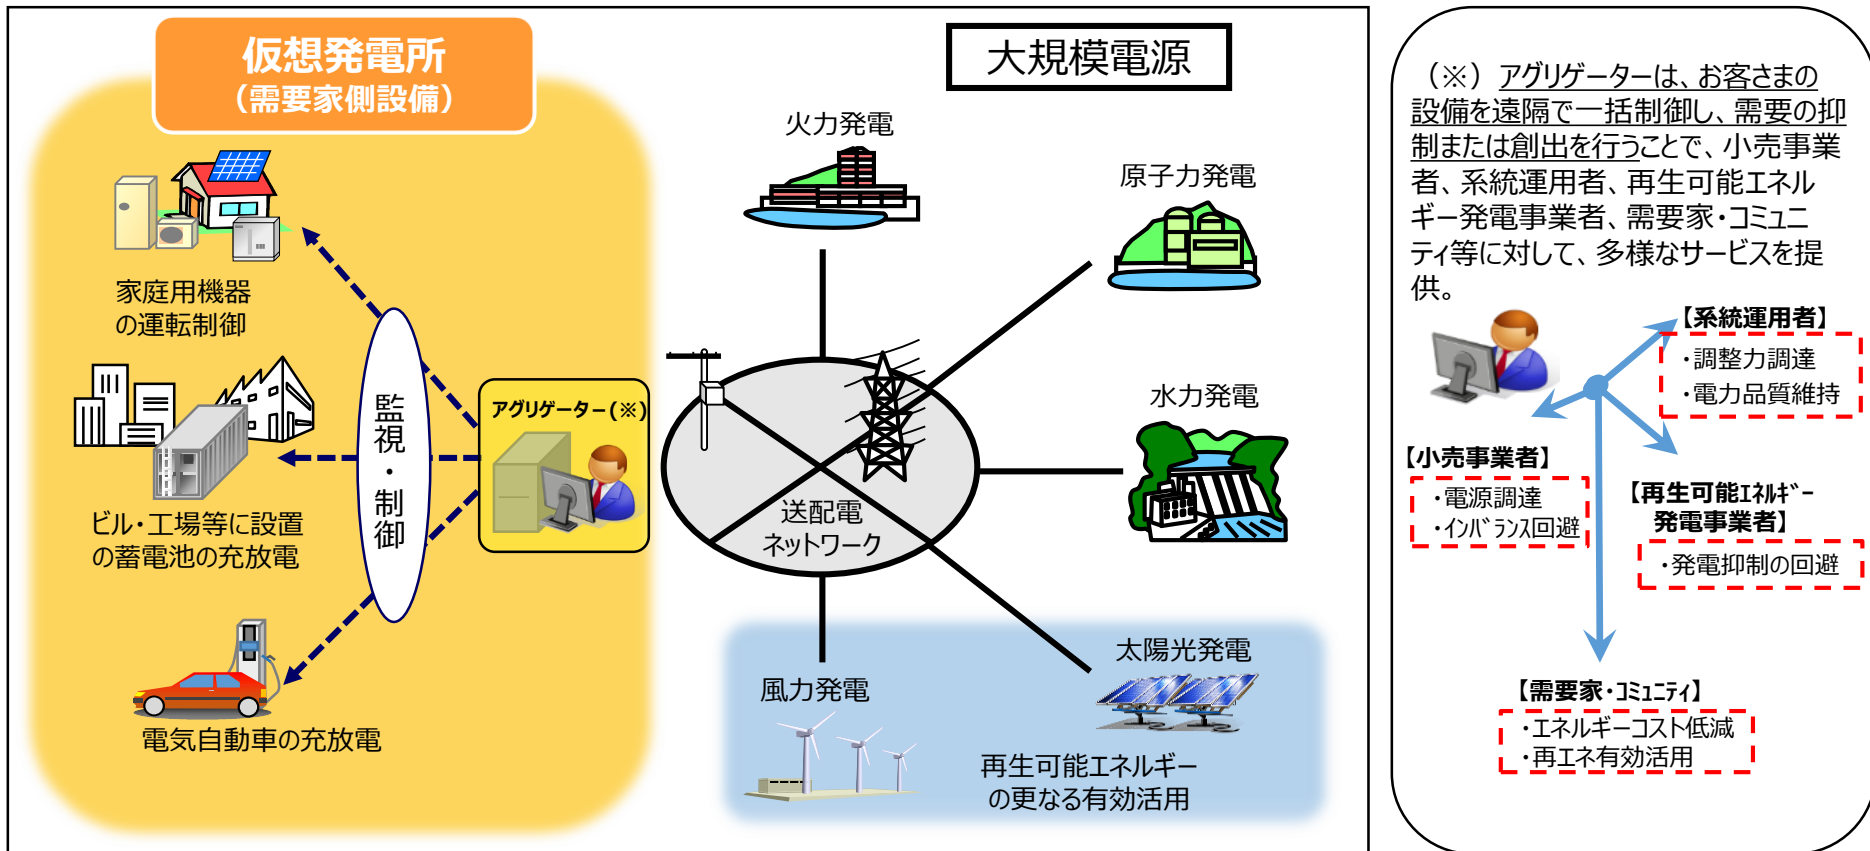 仮想発電所
（需要家側設備）
家庭用機器
の運転制御
ビル・工場等に設置
の蓄電池の充放電
電気自動車の充放電
監視・制御
アグリゲーター(※)
大規模電源
火力発電
原子力発電
水力発電
送配電
ネットワーク
風力発電
太陽光発電
再生可能エネルギー
の更なる有効活用
（※）アグリゲーターは、お客さまの
設備を遠隔で一括制御し、需要の抑
制または創出を行うことで、小売事業
者、系統運用者、再生可能エネル
ギー発電事業者、需要家・コミュニ
ティ等に対して、多様なサービスを提
供。
【系統運用者】
・調整力調達
・電力品質維持
【小売事業者】
・電源調達
・インバランス回避
【再生可能エネルギー
発電事業者】
・発電抑制の回避
【需要家・コミュニティ】
・エネルギーコスト低減
・再エネ有効活用